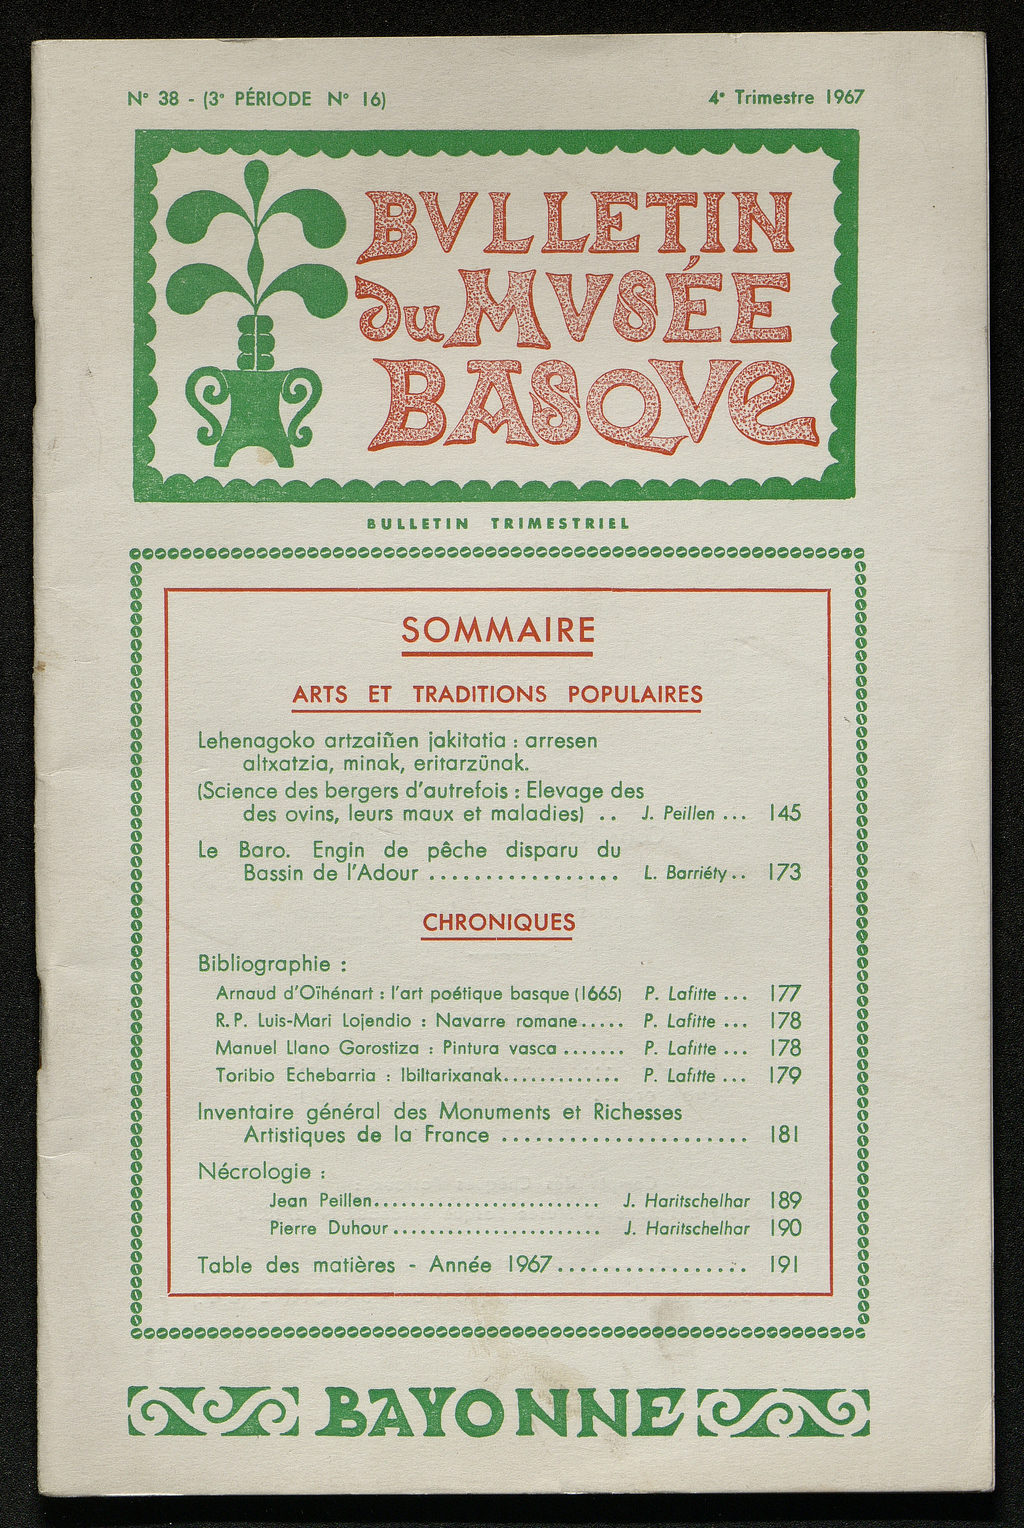 N° 38 - (3° PÉRIODE N° 16)
4° Trimestre 1967
BVLLETIN
du MVSÉE
BASQVe
BULLETIN TRIMESTRIEL
SOMMAIRE
ARTS ET TRADITIONS POPULAIRES
Lehenagoko artzaiñen jakitatia : arresen
altxatzia, minak, eritarzünak.
(Science des bergers d'autrefois : Elevage des
des ovins, leurs maux et maladies) .. J. Peillen ... 145
Le Baro. Engin de pêche disparu du
Bassin de l'Adour ................. L. Barriéty .. 173
CHRONIQUES
Bibliographie :
Arnaud d'Oïhénart : l'art poétique basque (1665) P. Lafitte ... 177
R.P. Luis-Mari Lojendio : Navarre romane..... P. Lafitte ... 178
Manuel Llano Gorostiza : Pintura vasca ....... P. Lafitte ... 178
Toribio Echebarria : Ibiltarixanak............. P. Lafitte ... 179
Inventaire général des Monuments et Richesses
Artistiques de la France ...................... 181
Nécrologie :
Jean Peillen......................... J. Haritschelhar 189
Pierre Duhour....................... J. Haritschelhar 190
Table des matières - Année 1967................. 191
BAYONNE